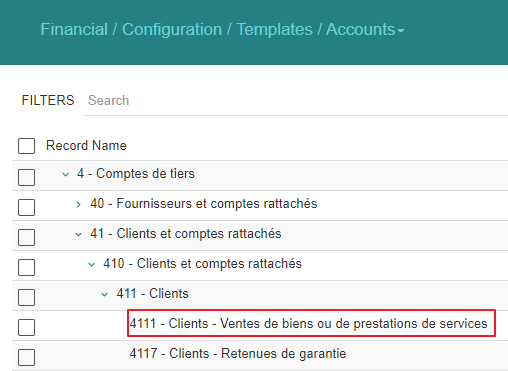 Financial / Configuration / Templates / Accounts
FILTERS Search
Record Name
4 - Comptes de tiers
40 - Fournisseurs et comptes rattachés
41 - Clients et comptes rattachés
410 - Clients et comptes rattachés
411 - Clients
4111 - Clients - Ventes de biens ou de prestations de services
4117 - Clients - Retenues de garantie